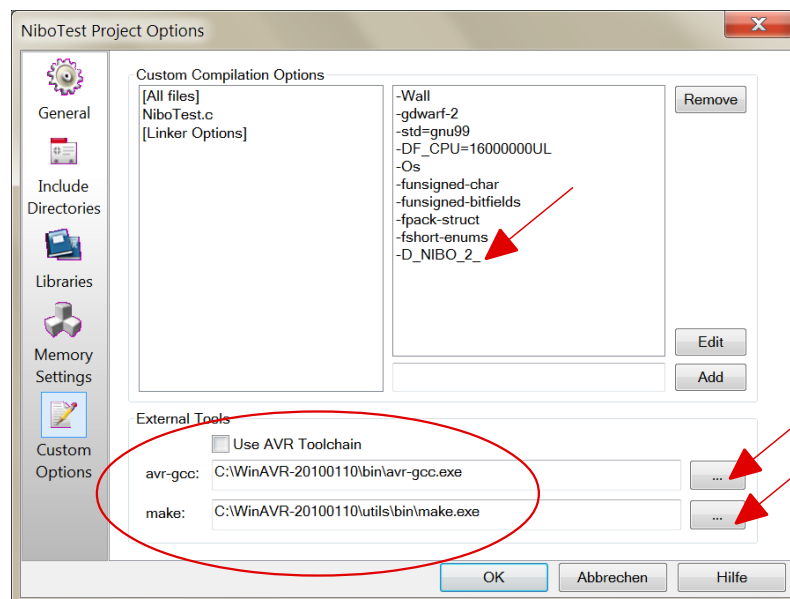 NiboTest Project Options
General
Include
Directories
Libraries
Memory
Settings
Custom
Options
Custom Compilation Options
[All files]
NiboTest.c
[Linker Options]
-Wall
-gdwarf-2
-std=gnu99
-DF_CPU=16000000UL
-Os
-funsigned-char
-funsigned-bitfields
-fpack-struct
-fshort-enums
-D_NIBO_2_
Remove
Edit
Add
External Tools
Use AVR Toolchain
avr-gcc: C:\WinAVR-20100110\bin\avr-gcc.exe ...
make: C:\WinAVR-20100110\utils\bin\make.exe ...
OK Abbrechen Hilfe